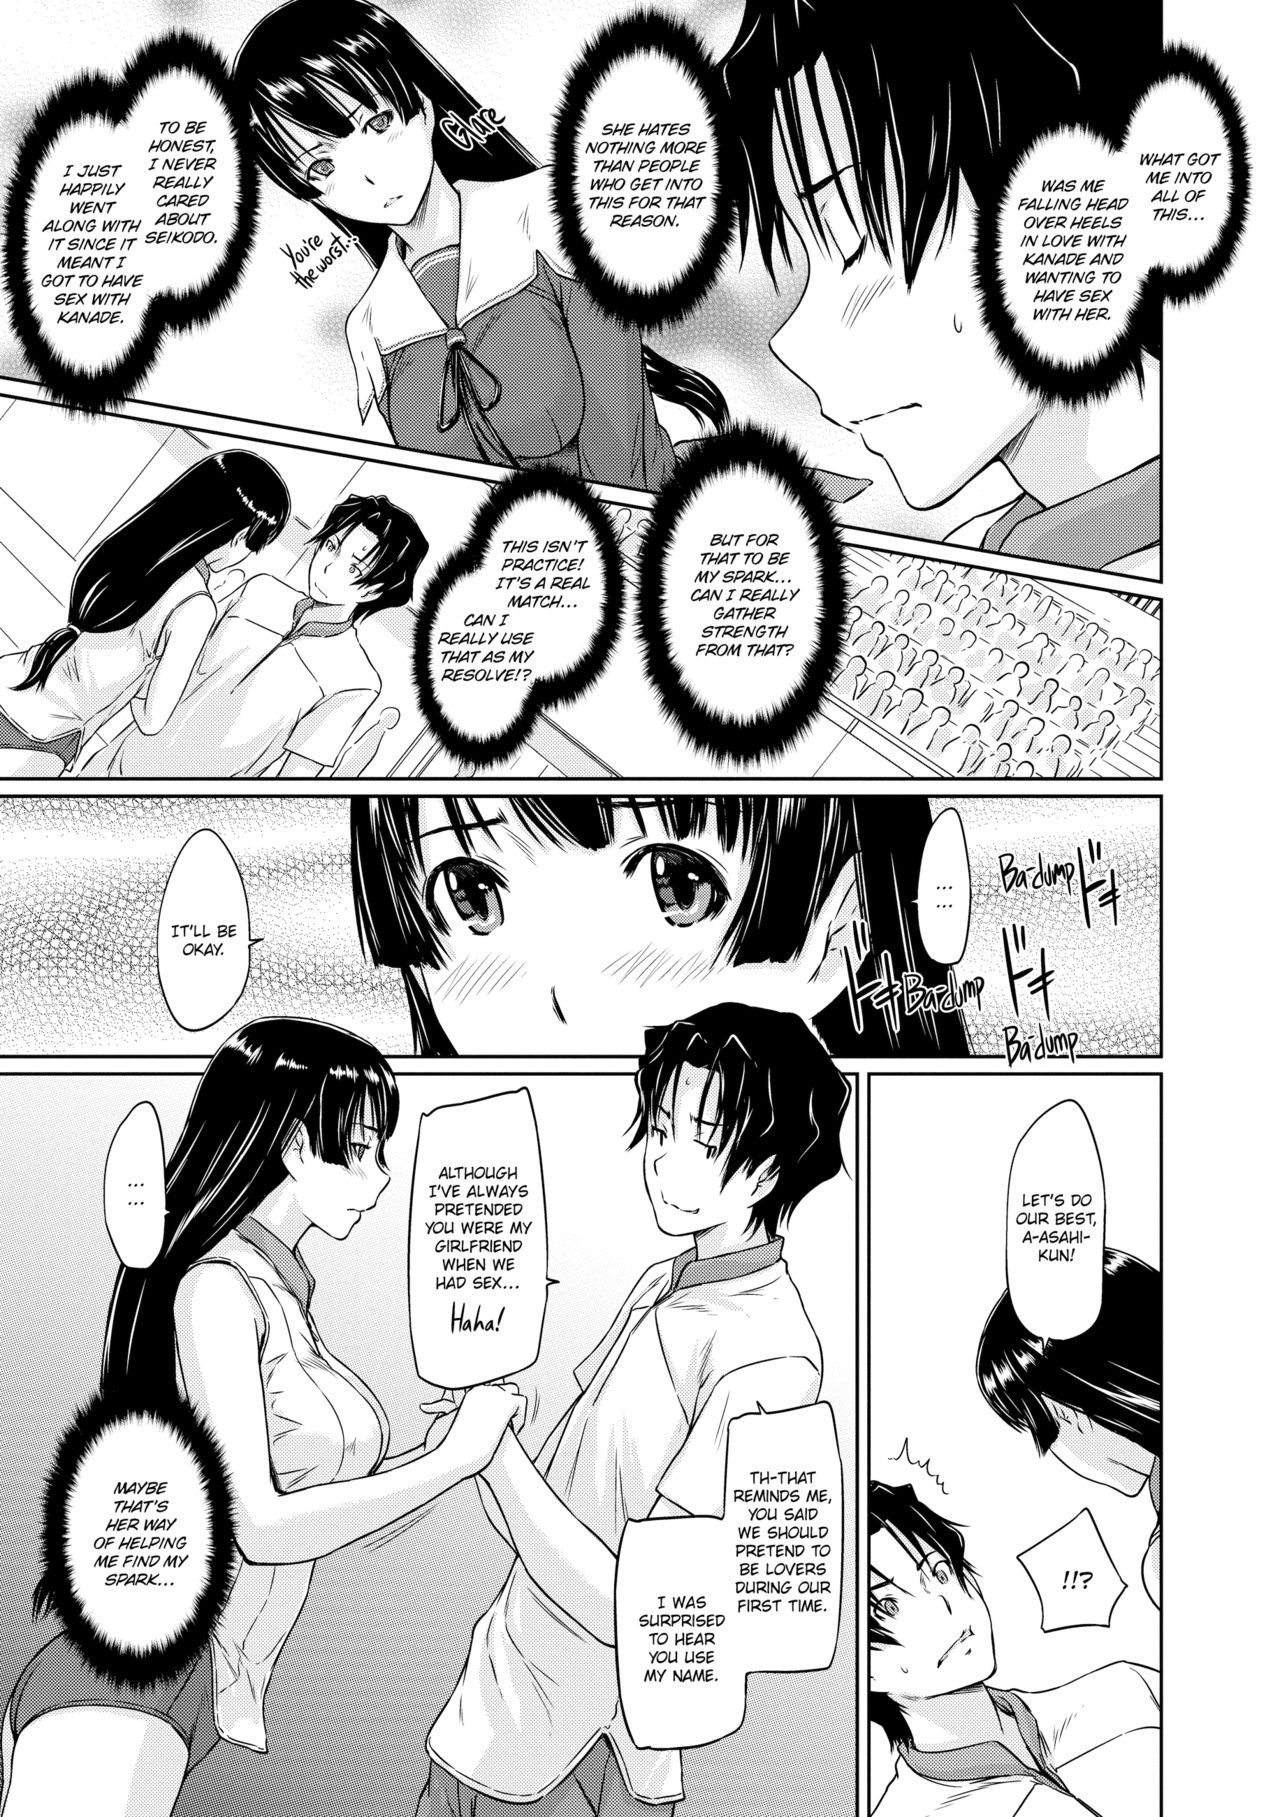 WHAT GOT
ME INTO
ALL OF
THIS...
WAS ME
FALLING HEAD
OVER HEELS
IN LOVE WITH
KANADE AND
WANTING TO
HAVE SEX
WITH HER.
SHE HATES
NOTHING MORE
THAN PEOPLE
WHO GET INTO
THIS FOR THAT
REASON.
Glare
You're
the worst...
TO BE
HONEST,
I NEVER
REALLY
CARED
ABOUT
SEIKODO.
I JUST
HAPPILY
WENT
ALONG WITH
IT SINCE IT
MEANT I
GOT TO HAVE
SEX WITH
KANADE.
BUT FOR
THAT TO BE
MY SPARK...
CAN I REALLY
GATHER
STRENGTH
FROM THAT?
THIS ISN'T
PRACTICE!
IT'S A REAL
MATCH...
CAN I
REALLY USE
THAT AS MY
RESOLVE!?
Ba-dump
ドキ
...
...
ドキ
Ba-dump
ドキ
Ba-dump
IT'LL BE
OKAY.
LET'S DO
OUR BEST,
A-ASAHI-
KUN!
!!?
TH-THAT
REMINDS ME,
YOU SAID
WE SHOULD
PRETEND TO
BE LOVERS
DURING OUR
FIRST TIME.
I WAS
SURPRISED
TO HEAR
YOU USE
MY NAME.
ALTHOUGH
I'VE ALWAYS
PRETENDED
YOU WERE MY
GIRLFRIEND
WHEN WE
HAD SEX...
Haha!
...
...
MAYBE
THAT'S
HER WAY
OF HELPING
ME FIND MY
SPARK...